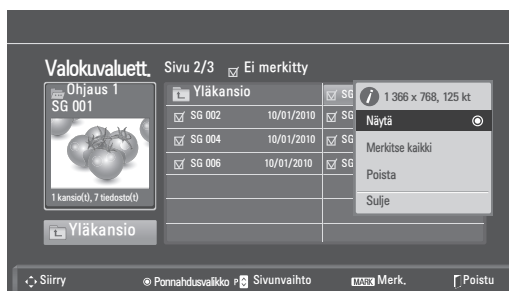 Valokuvaluett. Sivu 2/3 Ei merkitty
Ohjaus 1
SG 001
1 kansio(t), 7 tiedosto(t)
Yläkansio
Yläkansio
SG 002 10/01/2010
SG 004 10/01/2010
SG 006 10/01/2010
SG
SG
SG
SG
1 366 x 768, 125 kt
Näytä
Merkitse kaikki
Poista
Sulje
Siirry Ponnahdusvalikko P Sivunvaihto MARK Merk. Poistu